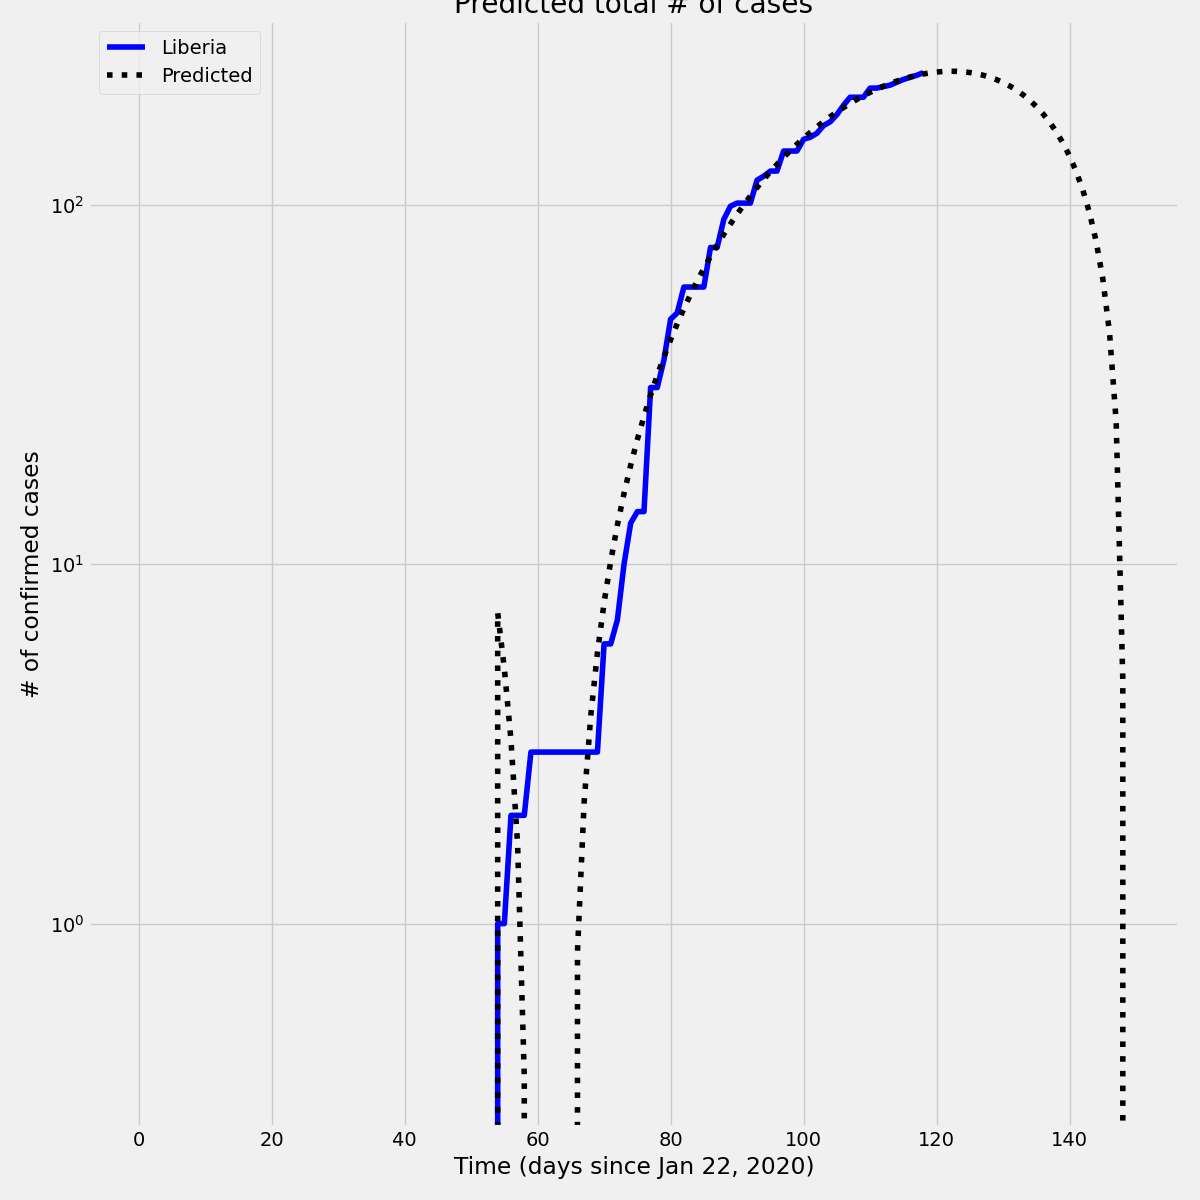 Predicted total # of cases
Liberia
Predicted
# of confirmed cases
10²
10¹
10⁰
0 20 40 60 80 100 120 140
Time (days since Jan 22, 2020)